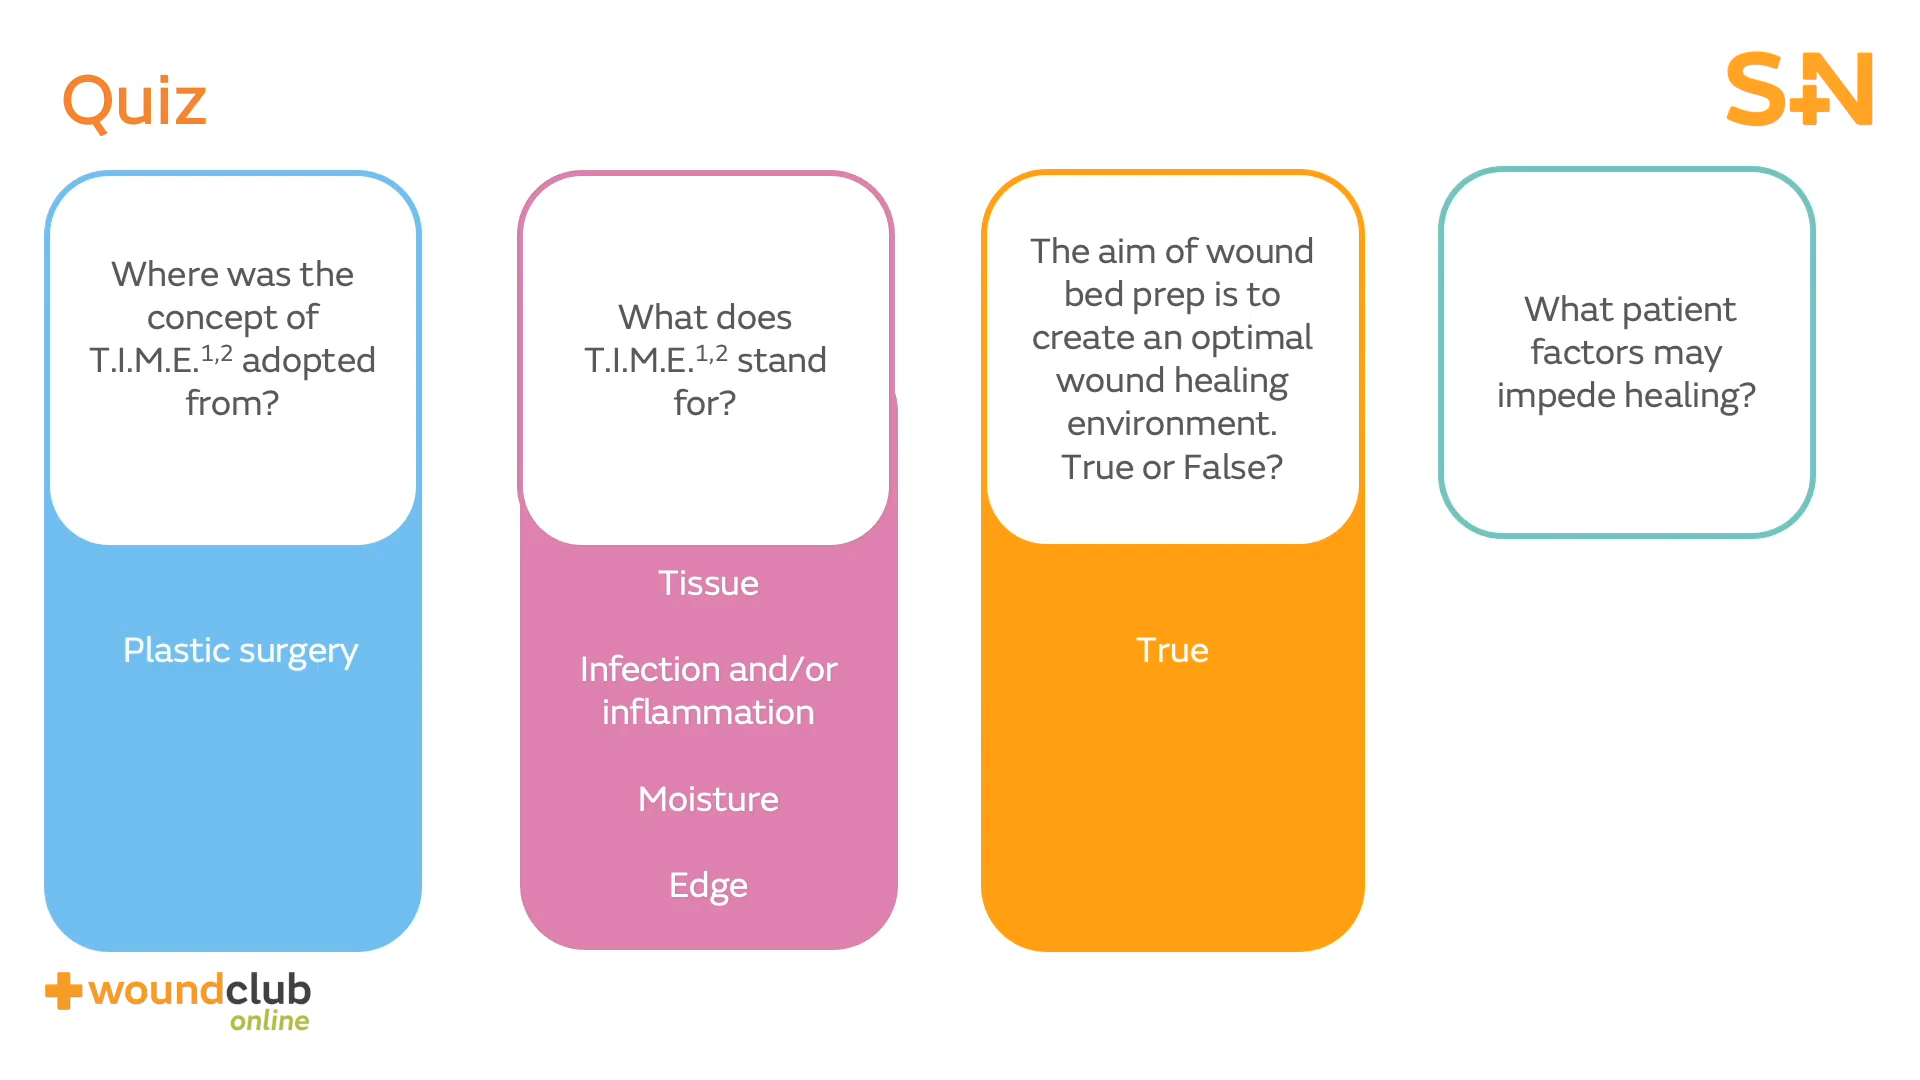 Quiz
S+N
Where was the
concept of
T.I.M.E.1,2 adopted
from?
Plastic surgery
What does
T.I.M.E.1,2 stand
for?
Tissue
Infection and/or
inflammation
Moisture
Edge
The aim of wound
bed prep is to
create an optimal
wound healing
environment.
True or False?
True
What patient
factors may
impede healing?
woundclub
online